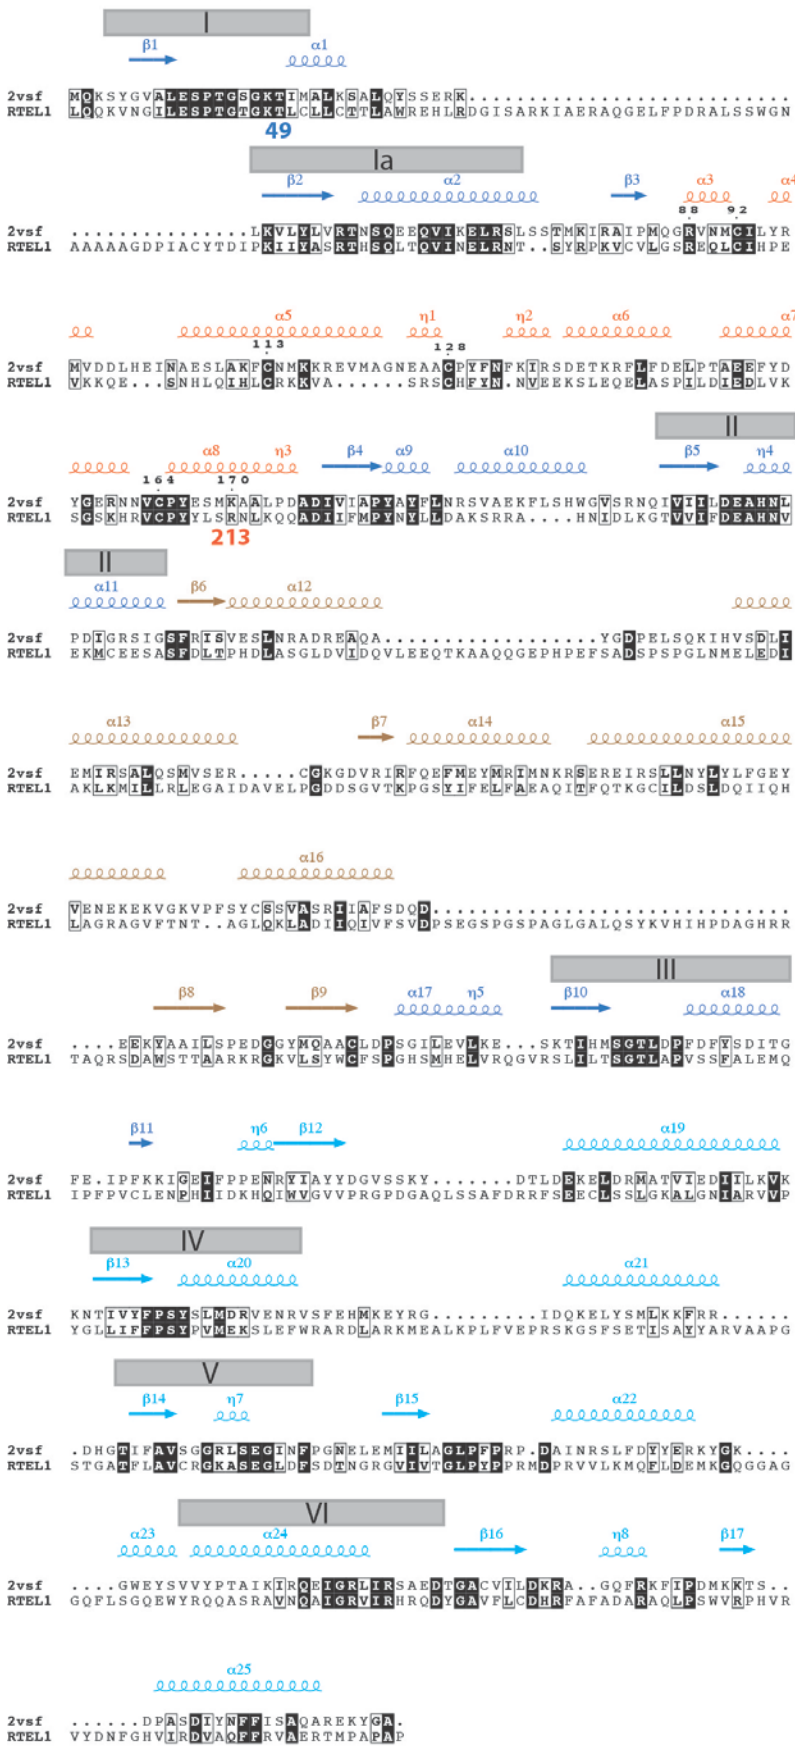 I
β1 α1
2vsf MQKSYGVALESPTGSGKTIMALKSALQYSSERK...........................
RTEL1 LQQKVNGILESPTGTGKTLCLLCTTLAWREHLRDGISARKIAERAQGELFPDRALSSWGN
49
Ia
β2 α2 β3 α3 α4
88 92
2vsf ...............LKVLYLVRTNSQEEQVIKELRSLSSTMKIRAIPMQGRVNMCILYR
RTEL1 AAAAAGDPIACYTDIPKIIYASRTHSQLTQVINELRNT..SYRPKVCVLGSREQLCIHPE
α5 η1 η2 α6 α7
113 128
2vsf MVDDLHEINAESLAKFCNMKKREVMAGNEAACPYFNFKIRSDETKRFLFDELPTAEEFYD
RTEL1 VKKQE...SNHLQIHLCRKKVA......SRSCHFYN.NVEEKSLEQELASPILDIEDLVK
II
α8 η3 β4 α9 α10 β5 η4
164 170
2vsf YGERNNVCPYESMKAALPDADIVIAPYAYFLNRSVAEKFLSHWGVSRNQIVIILDEAHNL
RTEL1 SGSKHRVCPYYLSRNLKQQADIIFMPYNYLLDAKSRRA....HNIDLKGTVVIFDEAHNV
213
II
α11 β6 α12
2vsf PDIGRSIGSFRISVESLNRADREAQA..................YGDPELSQKIHVSDLI
RTEL1 EKMCEESASFDLTPHDLASGLDVIDQVLEEQTKAAQQGEPHPEFSADSPSPGLNMELEDI
α13 β7 α14 α15
2vsf EMIRSALQSMVSER.....CGKGDVRIRFQEFMEYMRIMNKRSEREIRSLLNYLYLFGEY
RTEL1 AKLKMILLRLEGAIDAVELPGDDSGVTKPGSYIFELFAEAQITFQTKGCILDSLDQIIQH
α16
2vsf VENEKEKVGKVPFSYCSSVASRIIAFSDQD..............................
RTEL1 LAGRAGVFTNT..AGLQKLADIIQIVFSVDPSEGSPGSPAGLGALQSYKVHIHPDAGHRR
III
β8 β9 α17 η5 β10 α18
2vsf ....EEKYAAILSPEDGGYMQAACLDPSGILEVLKE...SKTIHMSGTLDPFDFYSDITG
RTEL1 TAQRSDAWSTTAARKRGKVLSYWCFSPGHSMHELVRQGVRSLILTSGTLAPVSSFALEMQ
β11 η6 β12 α19
2vsf FE.IPFKKIGEIFPPENRYIAYYDGVSSKY.......DTLDEKELDRMATVIEDIILKVK
RTEL1 IPFPVCLENPHIIDKHQIWVGVVPRGPDGAQLSSAFDRRFSEECLSSLGKALGNIARVVP
IV
β13 α20 α21
2vsf KNTIVYFPSYSLMDRVENRVSFEHMKEYRG.........IDQKELYSMLKKFRR......
RTEL1 YGLLIFFPSYPVMEKSLEFWRARDLARKMEALKPLFVEPRSKGSFSETISAYYARVAAPG
V
β14 η7 β15 α22
2vsf .DHGTIFAVSGGRLSEGINFPGNELEMIILAGLPFPRP.DAINRSLFDYYERKYGK....
RTEL1 STGATFLAVCRGKASEGLDFSDTNGRGVIVTGLPYPPRMDPRVVLKMQFLDEMKGQGGAG
VI
α23 α24 β16 η8 β17
2vsf ....GWEYSVVYPTAIKIRQEIGRLIRSAEDTGACVILDKRA..GQFRKFIPDMKKTS..
RTEL1 GQFLSGQEWYRQQASRAVNQAIGRVIRHRQDYGAVFLCDHRFAFADARAQLPSWVRPHVR
α25
2vsf ......DPASDIYNFFISAQAREKYGA.
RTEL1 VYDNFGHVIRDVAQFFRVAERTMPAPAP